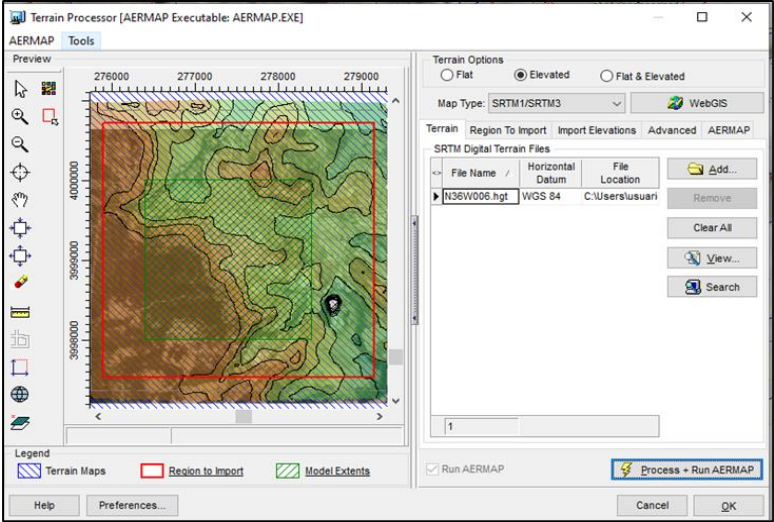 Terrain Processor [AERMAP Executable: AERMAP.EXE]
AERMAP Tools
Preview
276000 277000 278000 279000
4000000
3999000
3998000
Legend
Terrain Maps Region to Import Model Extents
Terrain Options
Flat Elevated Flat & Elevated
Map Type: SRTM1/SRTM3 WebGIS
Terrain Region To Import Import Elevations Advanced AERMAP
SRTM Digital Terrain Files
<> File Name / Horizontal Datum File Location
N36W006.hgt WGS 84 C:\Users\usuari
Add...
Remove
Clear All
View...
Search
1
Run AERMAP Process + Run AERMAP
Help Preferences... Cancel OK